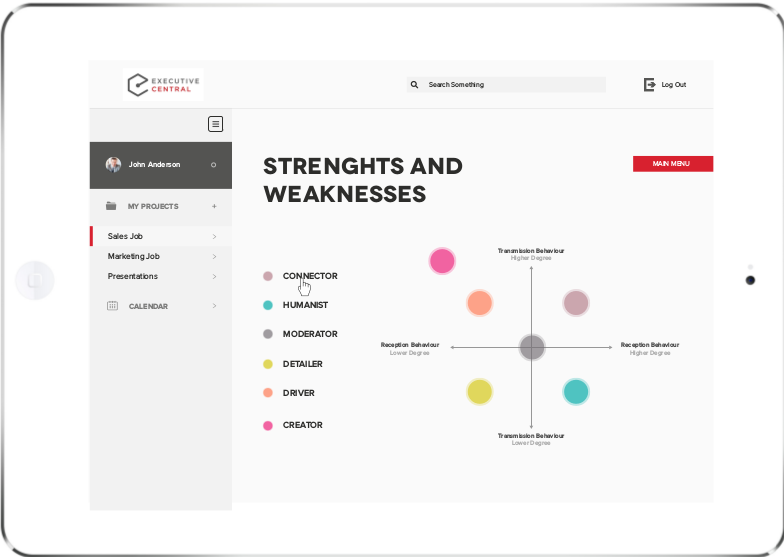 EXECUTIVE
CENTRAL
Search Something
Log Out
John Anderson
MY PROJECTS
Sales Job
Marketing Job
Presentations
CALENDAR
STRENGHTS AND
WEAKNESSES
MAIN MENU
CONNECTOR
HUMANIST
MODERATOR
DETAILER
DRIVER
CREATOR
Transmission Behaviour
Higher Degree
Reception Behaviour
Lower Degree
Reception Behaviour
Higher Degree
Transmission Behaviour
Lower Degree